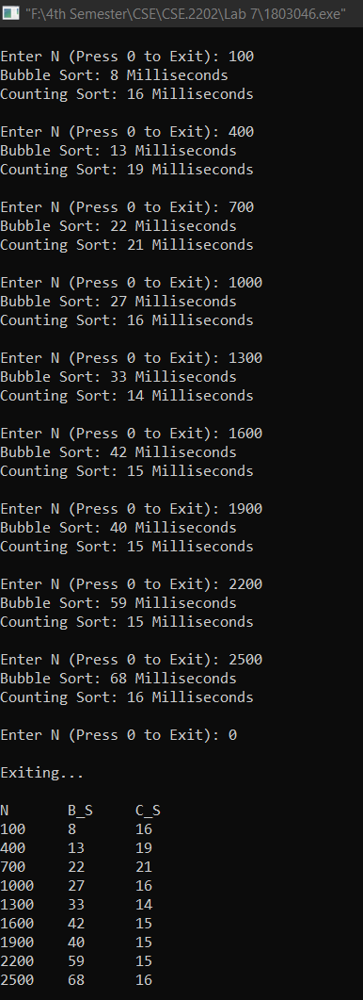 "F:\4th Semester\CSE\CSE.2202\Lab 7\1803046.exe"
Enter N (Press 0 to Exit): 100
Bubble Sort: 8 Milliseconds
Counting Sort: 16 Milliseconds
Enter N (Press 0 to Exit): 400
Bubble Sort: 13 Milliseconds
Counting Sort: 19 Milliseconds
Enter N (Press 0 to Exit): 700
Bubble Sort: 22 Milliseconds
Counting Sort: 21 Milliseconds
Enter N (Press 0 to Exit): 1000
Bubble Sort: 27 Milliseconds
Counting Sort: 16 Milliseconds
Enter N (Press 0 to Exit): 1300
Bubble Sort: 33 Milliseconds
Counting Sort: 14 Milliseconds
Enter N (Press 0 to Exit): 1600
Bubble Sort: 42 Milliseconds
Counting Sort: 15 Milliseconds
Enter N (Press 0 to Exit): 1900
Bubble Sort: 40 Milliseconds
Counting Sort: 15 Milliseconds
Enter N (Press 0 to Exit): 2200
Bubble Sort: 59 Milliseconds
Counting Sort: 15 Milliseconds
Enter N (Press 0 to Exit): 2500
Bubble Sort: 68 Milliseconds
Counting Sort: 16 Milliseconds
Enter N (Press 0 to Exit): 0
Exiting...
N B_S C_S
100 8 16
400 13 19
700 22 21
1000 27 16
1300 33 14
1600 42 15
1900 40 15
2200 59 15
2500 68 16